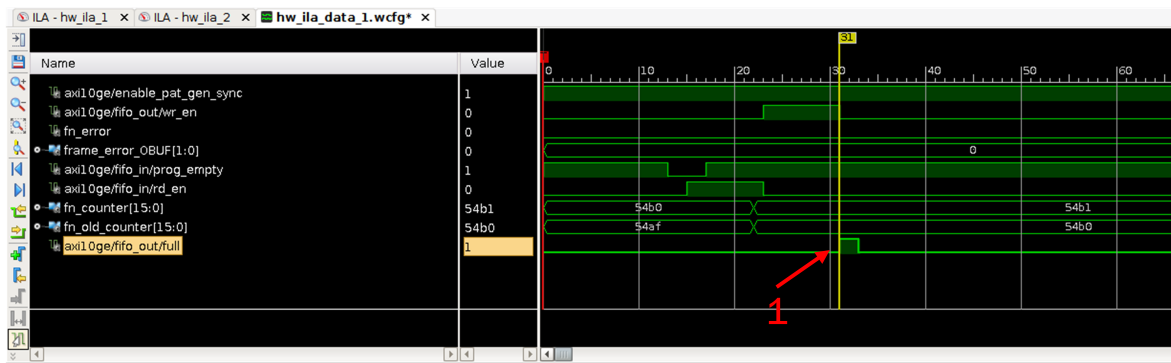 ILA - hw_ila_1 ILA - hw_ila_2 hw_ila_data_1.wcfg*
31
Name Value
0 10 20 30 40 50 60
axi10ge/enable_pat_gen_sync 1
axi10ge/fifo_out/wr_en 0
fn_error 0
frame_error_OBUF[1:0] 0 0
axi10ge/fifo_in/prog_empty 1
axi10ge/fifo_in/rd_en 0
fn_counter[15:0] 54b1 54b0 54b1
fn_old_counter[15:0] 54b0 54af 54b0
axi10ge/fifo_out/full 1
1